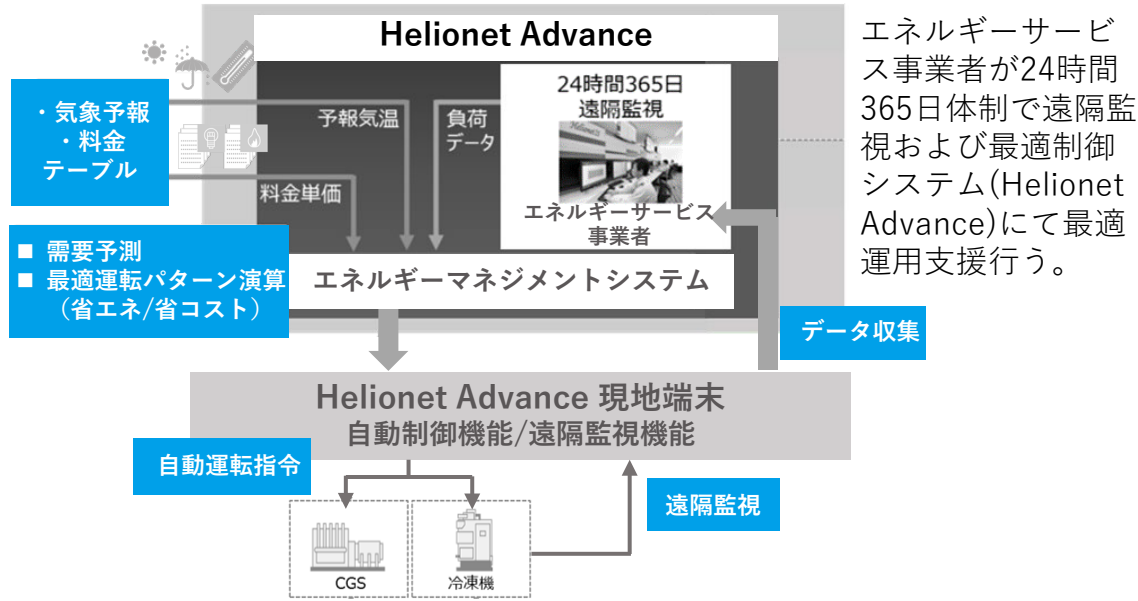 Helionet Advance
24時間365日
遠隔監視
・気象予報
・料金
テーブル
予報気温
負荷
データ
料金単価
エネルギーサービス
事業者
■ 需要予測
■ 最適運転パターン演算
（省エネ/省コスト）
エネルギーマネジメントシステム
データ収集
Helionet Advance 現地端末
自動制御機能/遠隔監視機能
自動運転指令
遠隔監視
CGS
冷凍機
エネルギーサービ
ス事業者が24時間
365日体制で遠隔監
視および最適制御
システム(Helionet
Advance)にて最適
運用支援行う。